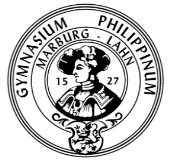 GYMNASIUM PHILIPPINUM
MARBURG - LAHN
15 27